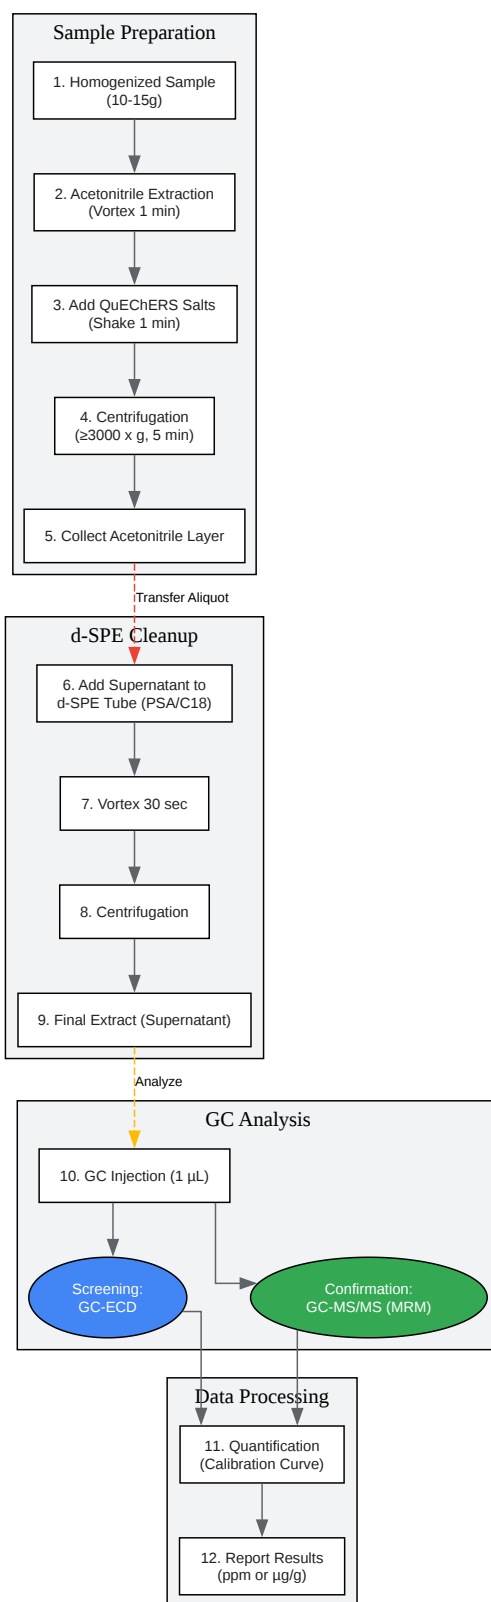 Sample Preparation
1. Homogenized Sample
(10-15g)
2. Acetonitrile Extraction
(Vortex 1 min)
3. Add QuEChERS Salts
(Shake 1 min)
4. Centrifugation
(≥3000 x g, 5 min)
5. Collect Acetonitrile Layer
Transfer Aliquot
d-SPE Cleanup
6. Add Supernatant to
d-SPE Tube (PSA/C18)
7. Vortex 30 sec
8. Centrifugation
9. Final Extract (Supernatant)
Analyze
GC Analysis
10. GC Injection (1 µL)
Screening:
GC-ECD
Confirmation:
GC-MS/MS (MRM)
Data Processing
11. Quantification
(Calibration Curve)
12. Report Results
(ppm or µg/g)